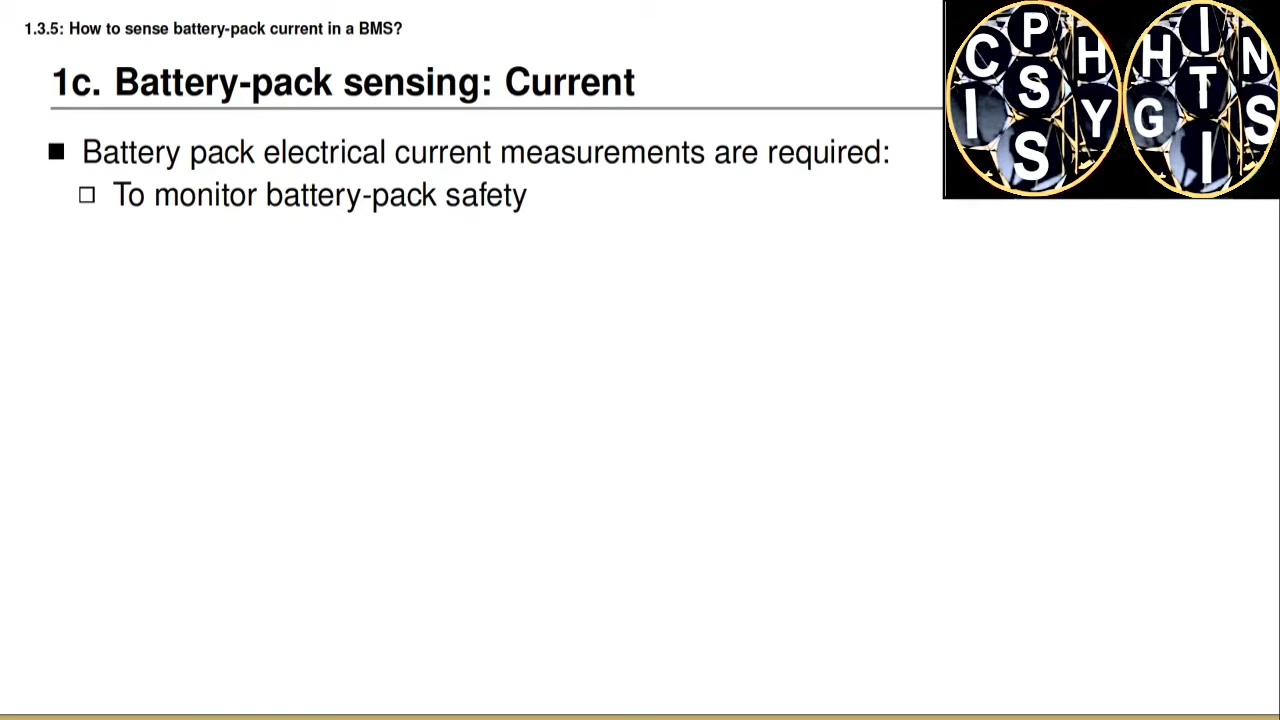 1.3.5: How to sense battery-pack current in a BMS?
1c. Battery-pack sensing: Current
Battery pack electrical current measurements are required:
To monitor battery-pack safety
P
C H
S
I Y
S
I
H N
T
G S
I